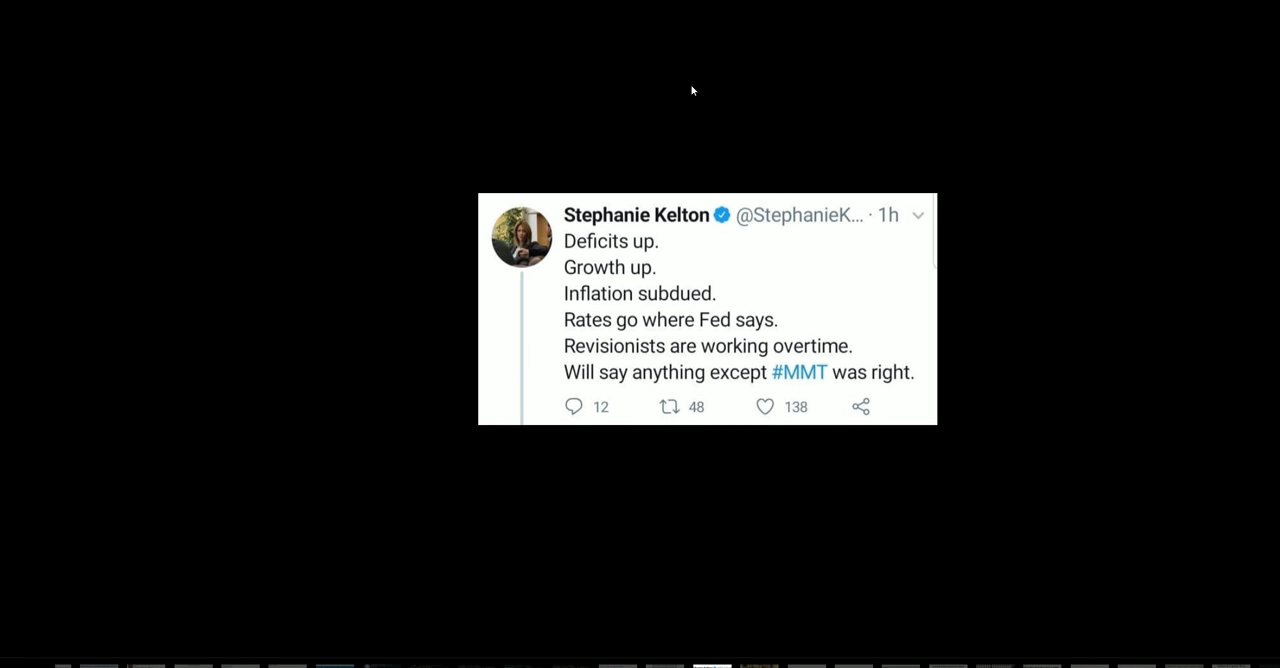 Stephanie Kelton @StephanieK... · 1h
Deficits up.
Growth up.
Inflation subdued.
Rates go where Fed says.
Revisionists are working overtime.
Will say anything except #MMT was right.
12 48 138